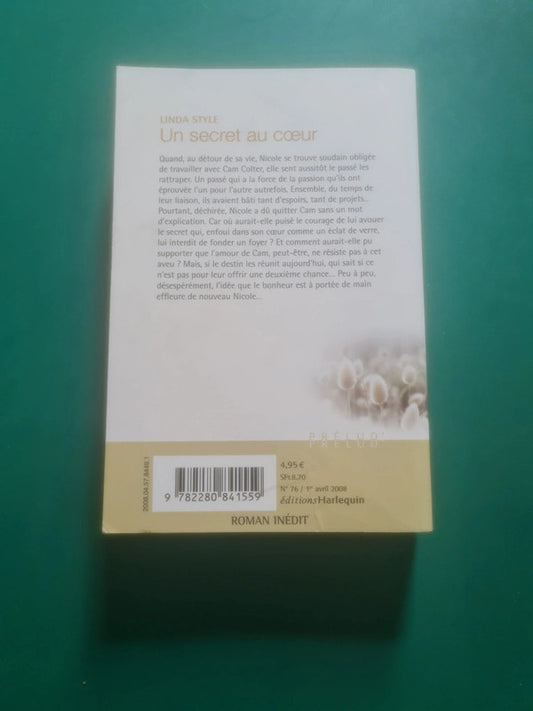 LINDA STYLE
Un secret au cœur
Quand, au détour de sa vie, Nicole se trouve soudain obligée
de travailler avec Cam Colter, elle sent aussitôt le passé les
rattraper. Un passé qui a la force de la passion qu'ils ont
éprouvée l'un pour l'autre autrefois. Ensemble, du temps de
leur liaison, ils avaient bâti tant d'espoirs, tant de projets...
Pourtant, déchirée, Nicole a dû quitter Cam sans un mot
d'explication. Car où aurait-elle puisé le courage de lui avouer
le secret qui, enfoui dans son cœur comme un éclat de verre,
lui interdit de fonder un foyer ? Et comment aurait-elle pu
supporter que l'amour de Cam, peut-être, ne résiste pas à cet
aveu ? Mais, si le destin les réunit aujourd'hui, qui sait si ce
n'est pas pour leur offrir une deuxième chance... Peu à peu,
désespérément, l'idée que le bonheur est à portée de main
effleure de nouveau Nicole...
PRÉLUD'
PRÉLUD'
2008.04.57.8449.1
9 782280 841559
4,95 €
SFs8.20
N° 76 / 1er avril 2008
éditions Harlequin
ROMAN INÉDIT